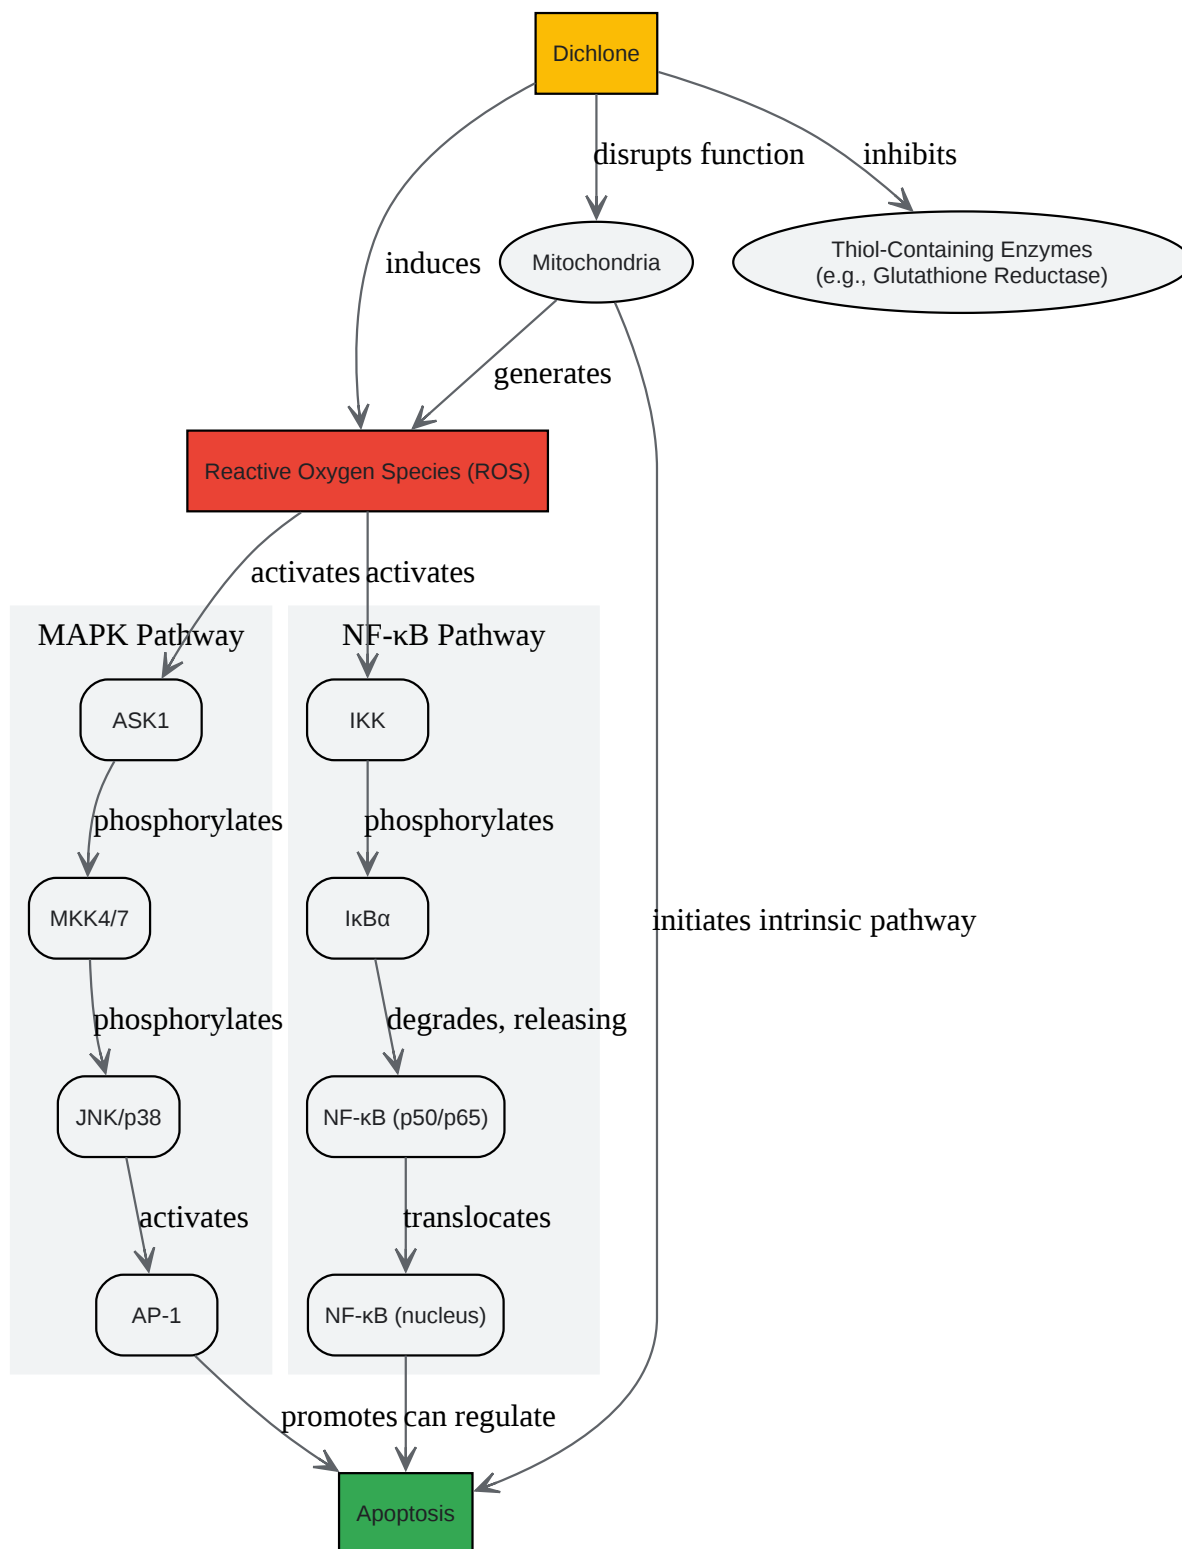 Dichlone
disrupts function
inhibits
Mitochondria
Thiol-Containing Enzymes
(e.g., Glutathione Reductase)
induces
generates
Reactive Oxygen Species (ROS)
activates
activates
MAPK Pathway
NF-κB Pathway
ASK1
IKK
phosphorylates
phosphorylates
MKK4/7
IκBα
initiates intrinsic pathway
phosphorylates
degrades, releasing
JNK/p38
NF-κB (p50/p65)
activates
translocates
AP-1
NF-κB (nucleus)
promotes
can regulate
Apoptosis